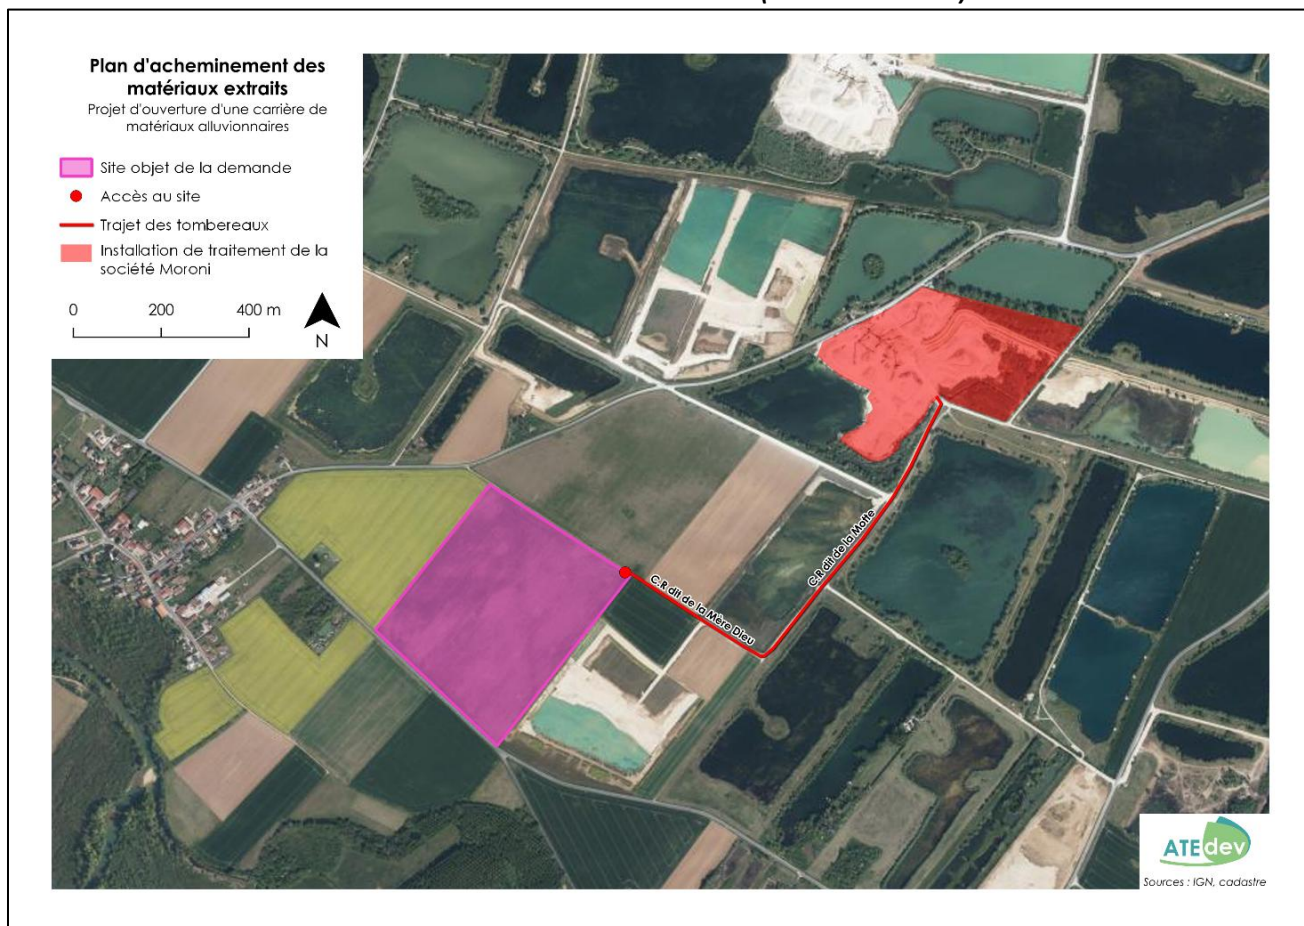 Plan d'acheminement des
matériaux extraits
Projet d'ouverture d'une carrière de
matériaux alluvionnaires
Site objet de la demande
Accès au site
Trajet des tombereaux
Installation de traitement de la
société Moroni
0 200 400 m
N
C.R dit de la Motte
C.R dit de la Mère Dieu
ATEdev
Sources : IGN, cadastre